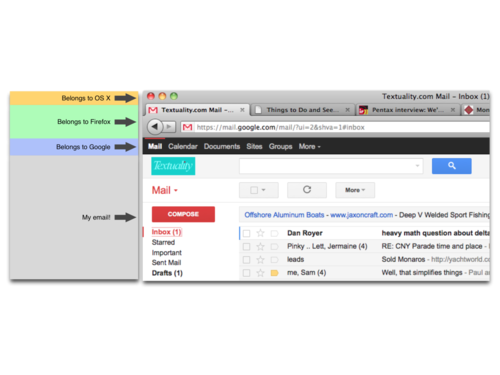 Belongs to OS X
Belongs to Firefox
Belongs to Google
My email!
Textuality.com Mail – Inbox (1)
Textuality.com Mail –...
Things to Do and See...
Pentax interview: We'...
Mon
https://mail.google.com/mail/?ui=2&shva=1#inbox
Mail Calendar Documents Sites Groups More
Textuality
Mail
More
COMPOSE
Offshore Aluminum Boats - www.jaxoncraft.com - Deep V Welded Sport Fishing
Inbox (1)
Dan Royer heavy math question about delta
Starred
Pinky .. Lett, Jermaine (4) RE: CNY Parade time and place -
Important
leads Sold Monaros - http://yachtworld.c
Sent Mail
me, Sam (4) Well, that simplifies things - Paul a
Drafts (1)